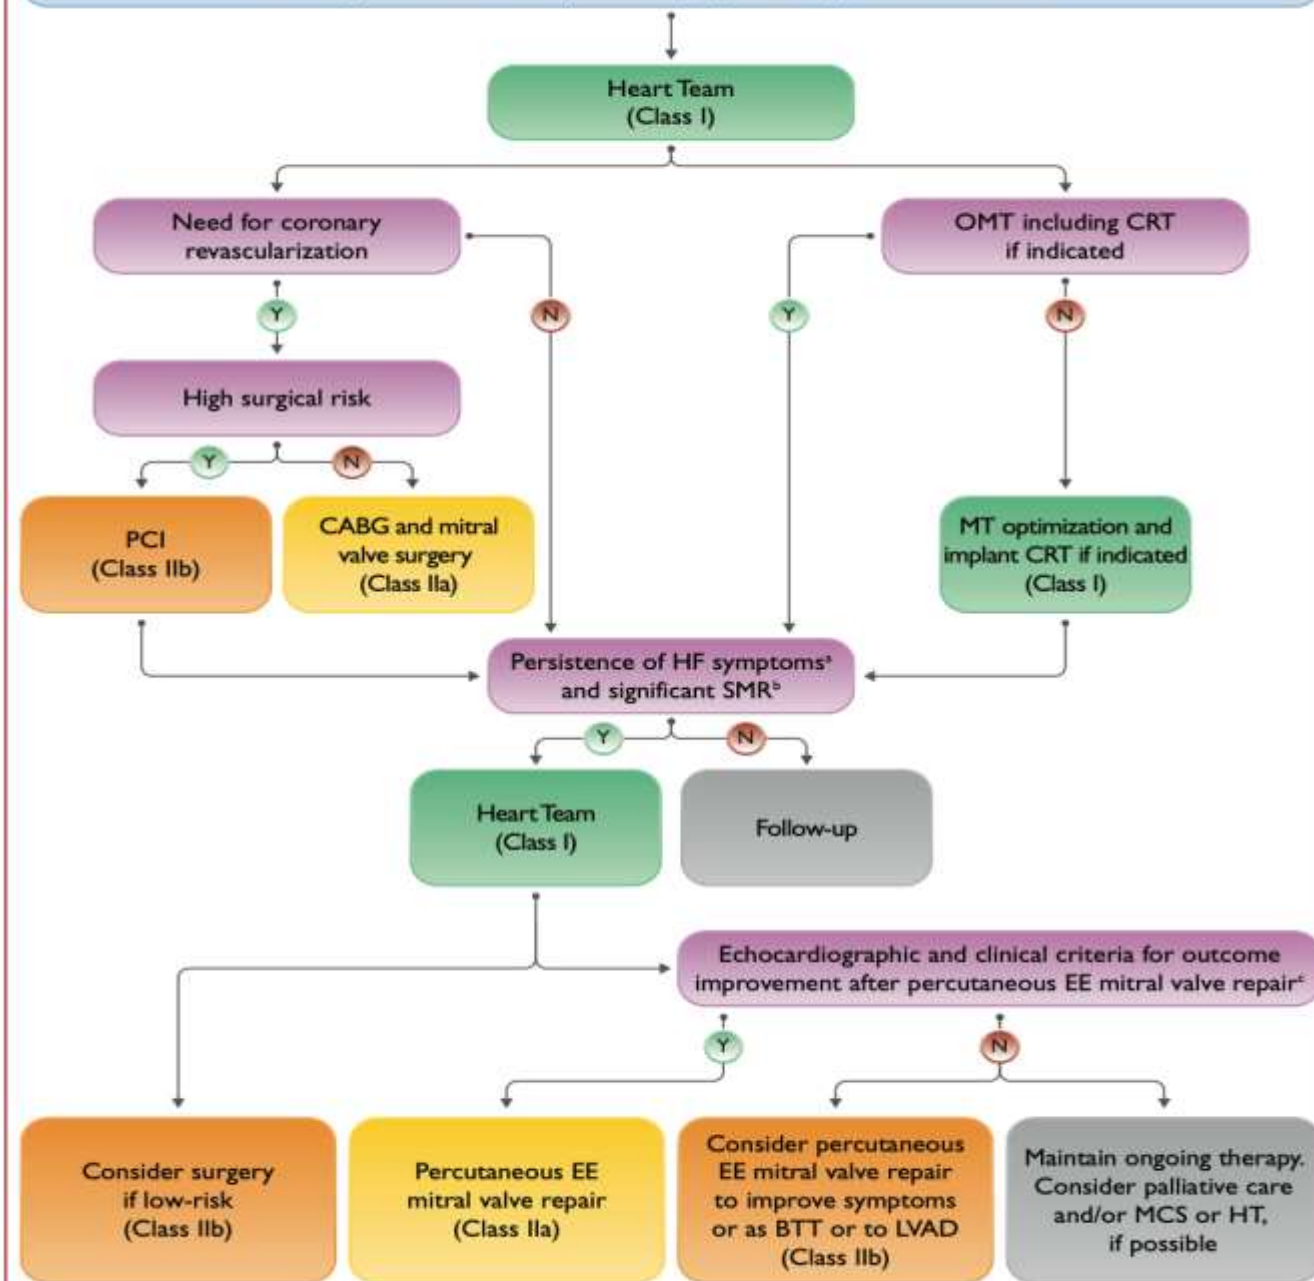 Heart Team
(Class I)
Need for coronary
revascularization
OMT including CRT
if indicated
Y
N
Y
N
High surgical risk
Y
N
PCI
(Class IIb)
CABG and mitral
valve surgery
(Class IIa)
MT optimization and
implant CRT if indicated
(Class I)
Persistence of HF symptomsᵃ
and significant SMRᵇ
Y
N
Heart Team
(Class I)
Follow-up
Echocardiographic and clinical criteria for outcome
improvement after percutaneous EE mitral valve repairᶜ
Y
N
Consider surgery
if low-risk
(Class IIb)
Percutaneous EE
mitral valve repair
(Class IIa)
Consider percutaneous
EE mitral valve repair
to improve symptoms
or as BTT or to LVAD
(Class IIb)
Maintain ongoing therapy.
Consider palliative care
and/or MCS or HT,
if possible